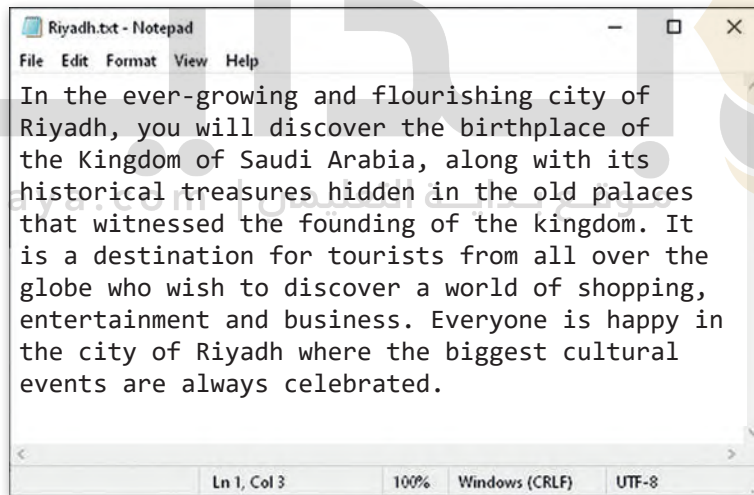 Riyadh.txt - Notepad
File Edit Format View Help
In the ever-growing and flourishing city of
Riyadh, you will discover the birthplace of
the Kingdom of Saudi Arabia, along with its
historical treasures hidden in the old palaces
that witnessed the founding of the kingdom. It
is a destination for tourists from all over the
globe who wish to discover a world of shopping,
entertainment and business. Everyone is happy in
the city of Riyadh where the biggest cultural
events are always celebrated.
Ln 1, Col 3 100% Windows (CRLF) UTF-8